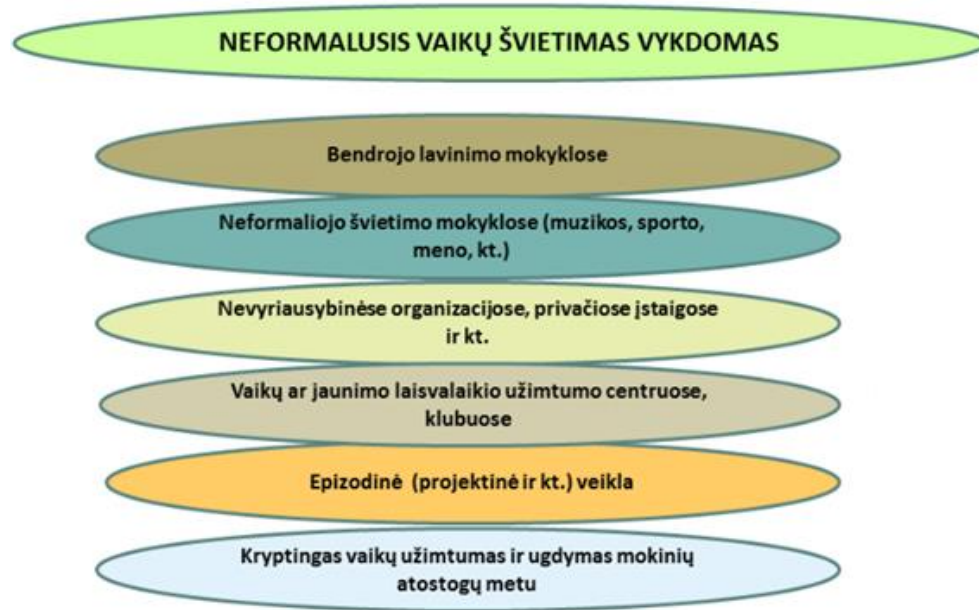 NEFORMALUSIS VAIKŲ ŠVIETIMAS VYKDOMAS
Bendrojo lavinimo mokyklose
Neformaliojo švietimo mokyklose (muzikos, sporto,
meno, kt.)
Nevyriausybinėse organizacijose, privačiose įstaigose
ir kt.
Vaikų ar jaunimo laisvalaikio užimtumo centruose,
klubuose
Epizodinė (projektinė ir kt.) veikla
Kryptingas vaikų užimtumas ir ugdymas mokinių
atostogų metu